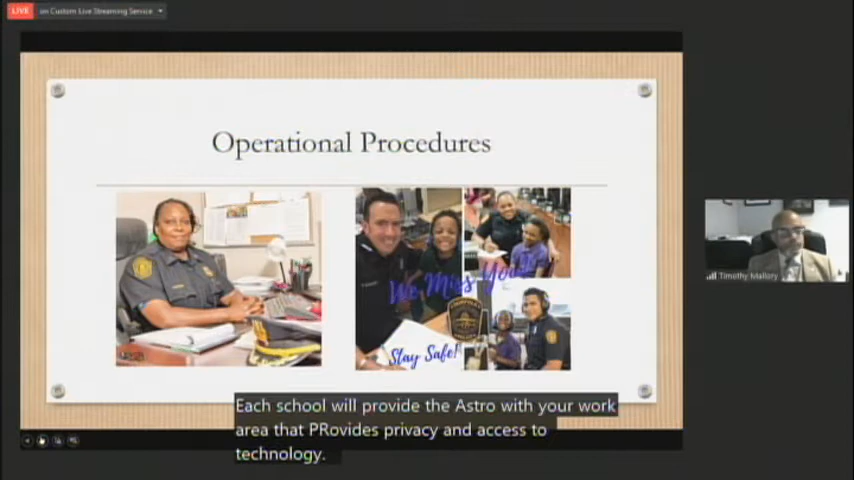 LIVE
on Custom Live Streaming Service
Operational Procedures
We Miss You!
Stay Safe!
Timothy Mallory
Each school will provide the Astro with your work
area that PRovides privacy and access to
technology.